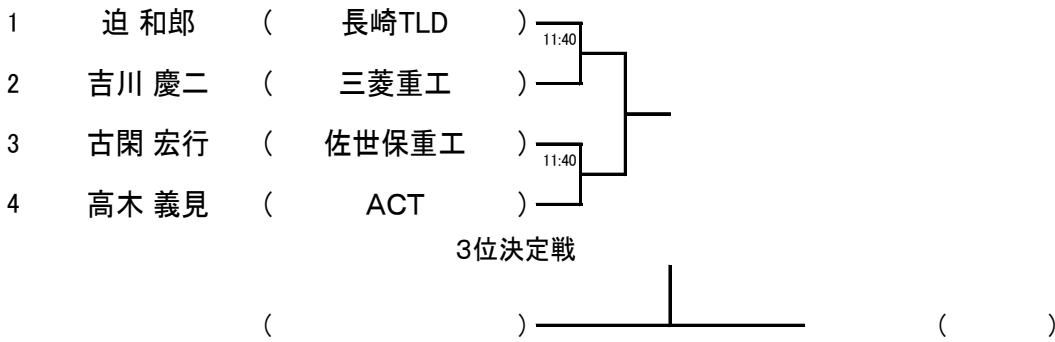 1 迫 和郎 ( 長崎TLD )
11:40
2 吉川 慶二 ( 三菱重工 )
3 古閑 宏行 ( 佐世保重工 )
11:40
4 高木 義見 ( ACT )
3位決定戦
( ) ( )